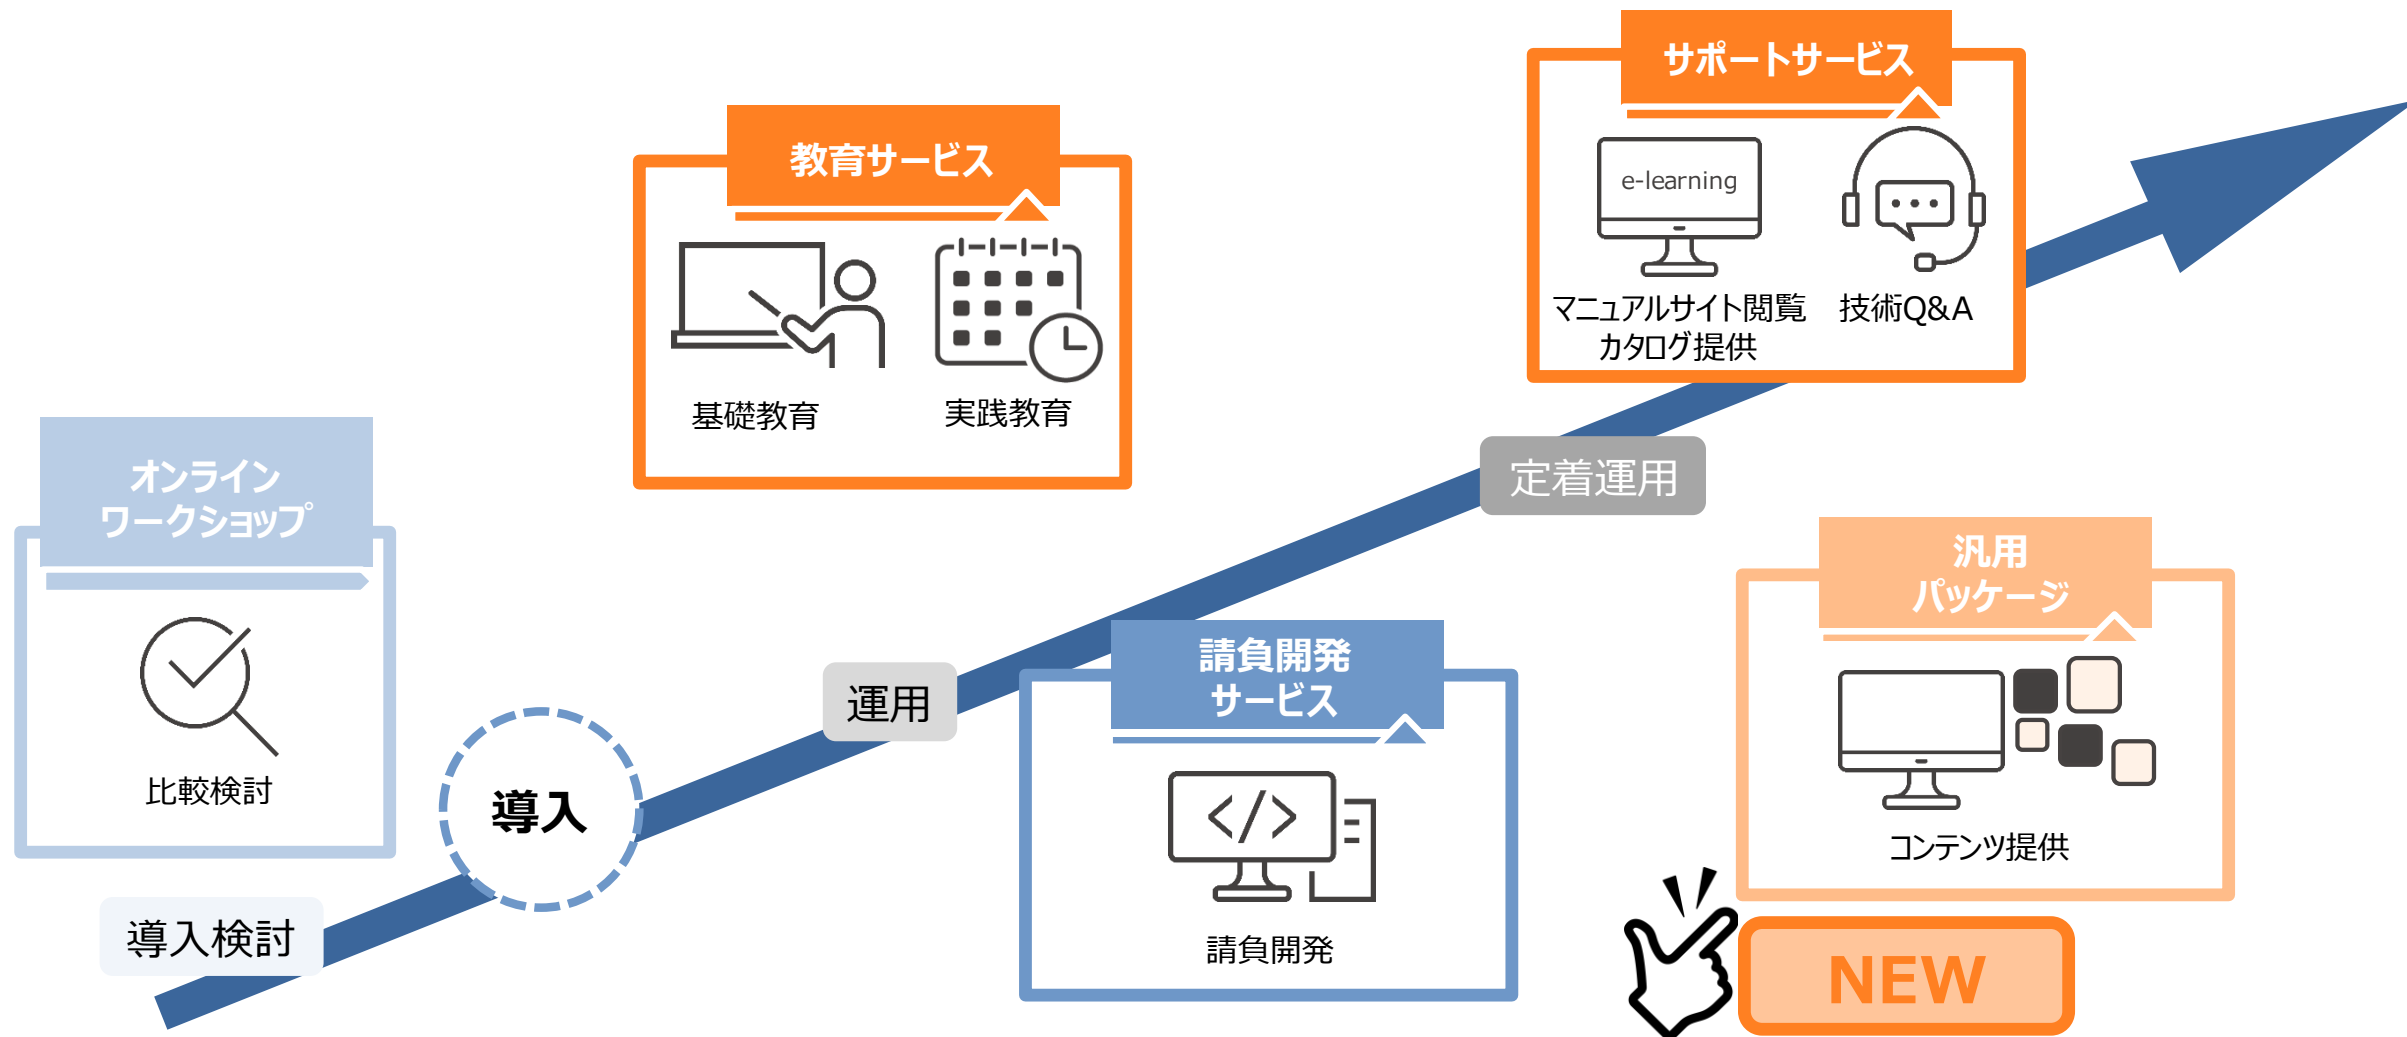 オンライン
ワークショップ
比較検討
導入検討
導入
教育サービス
基礎教育
実践教育
運用
請負開発
サービス
</>
請負開発
サポートサービス
e-learning
マニュアルサイト閲覧
カタログ提供
技術Q&A
定着運用
汎用
パッケージ
コンテンツ提供
NEW